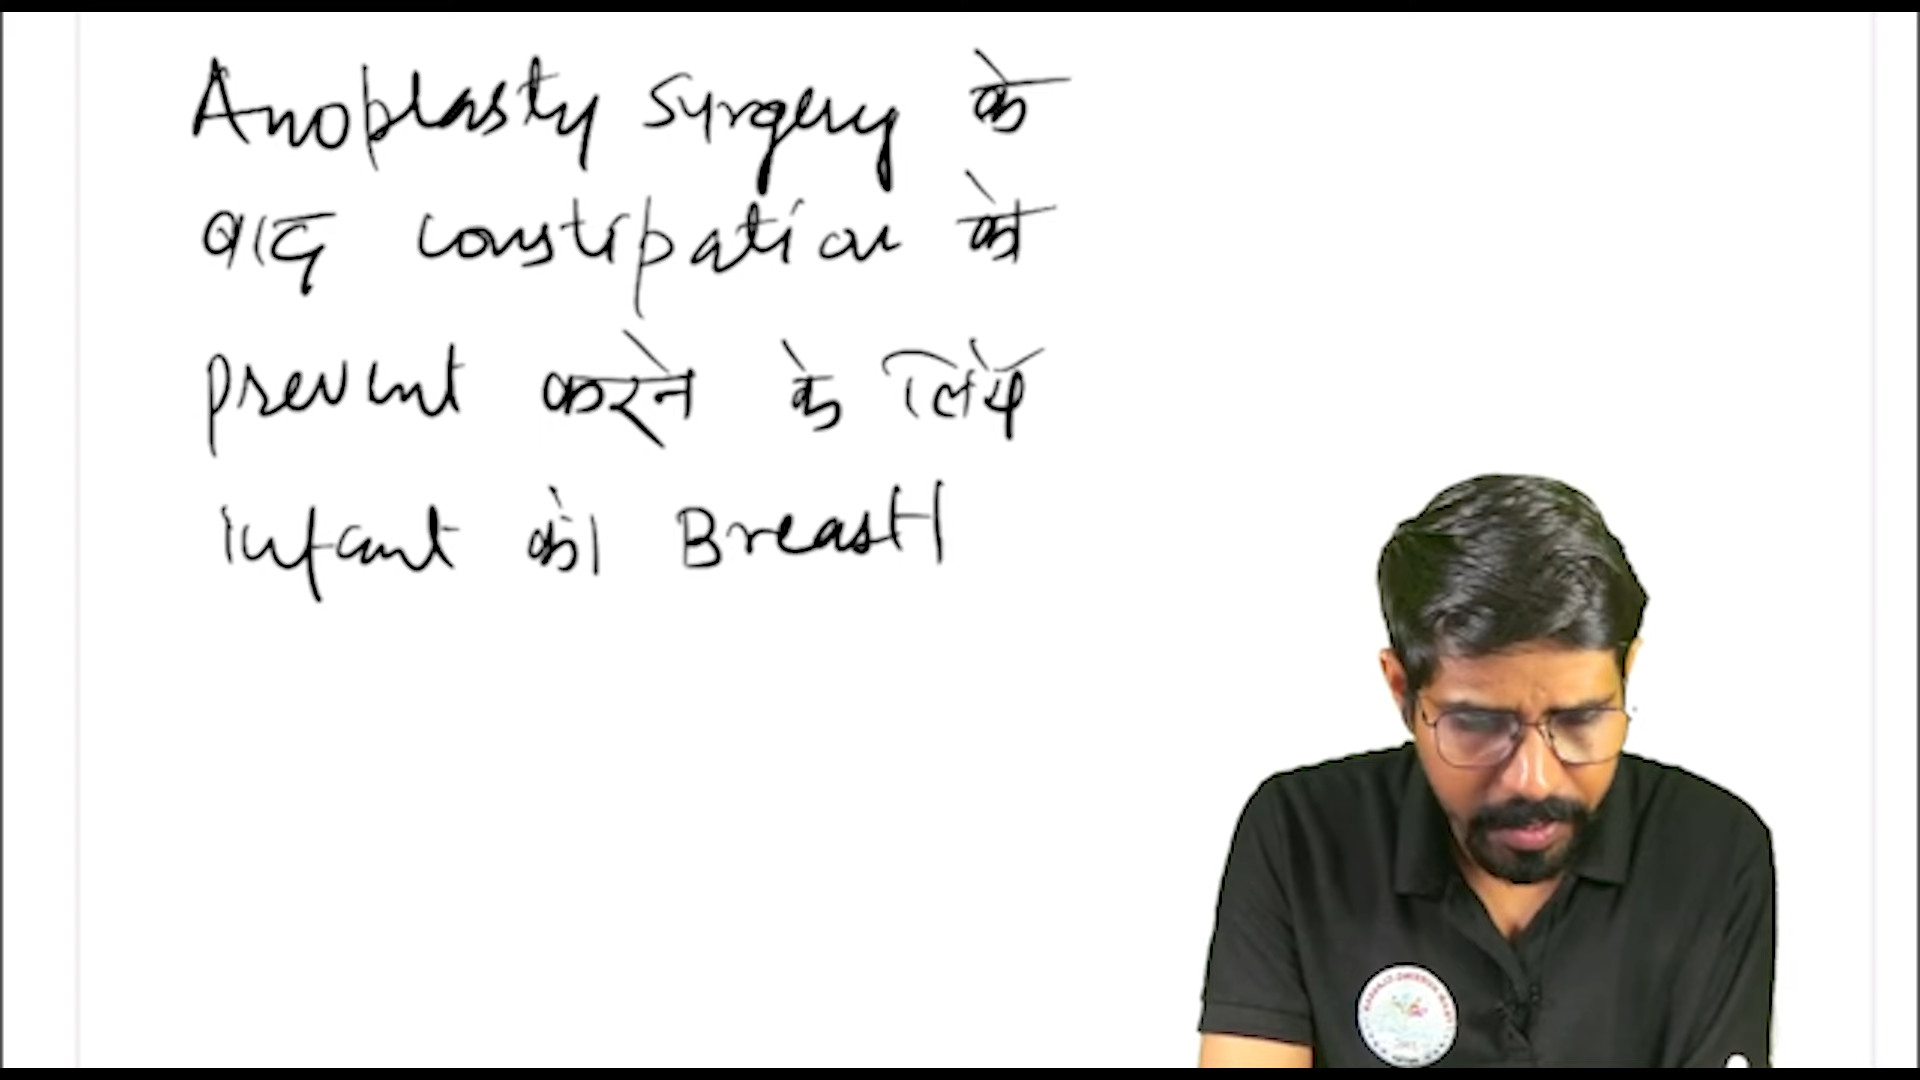 Anoplasty surgery के
बाद constipation को
prevent करने के लिये
infant को Breast